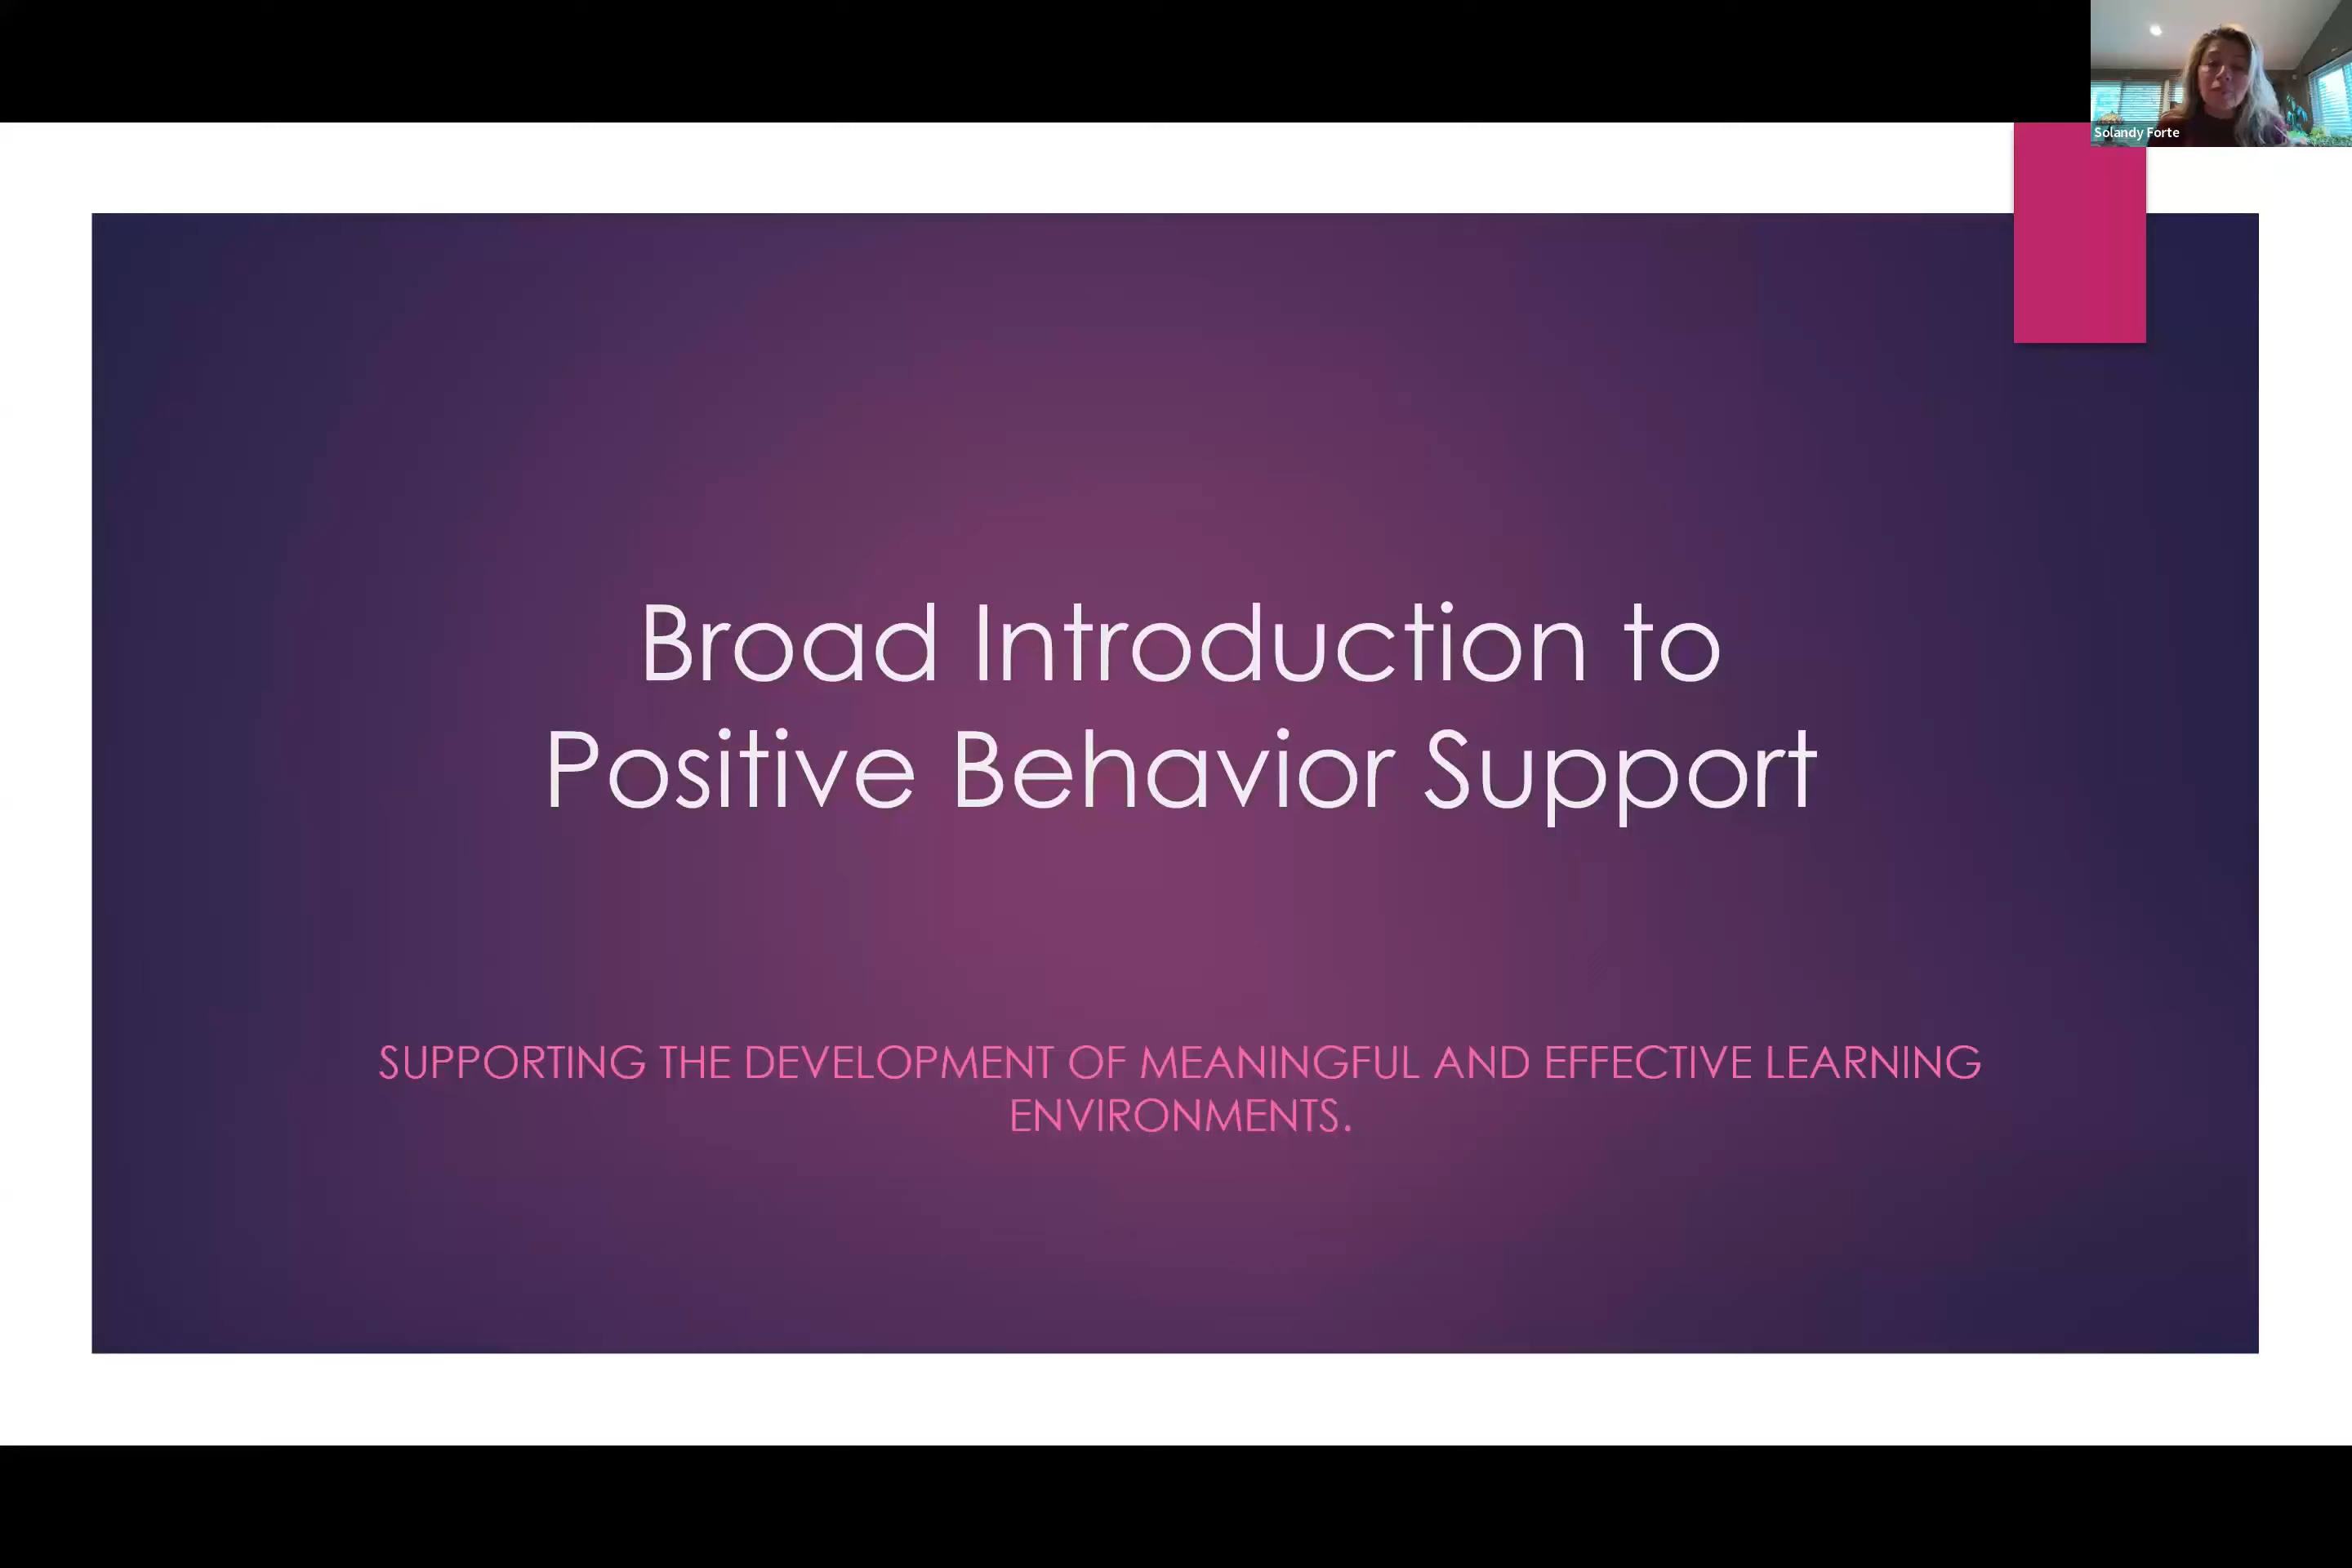 Solandy Forte
Broad Introduction to
Positive Behavior Support
SUPPORTING THE DEVELOPMENT OF MEANINGFUL AND EFFECTIVE LEARNING
ENVIRONMENTS.